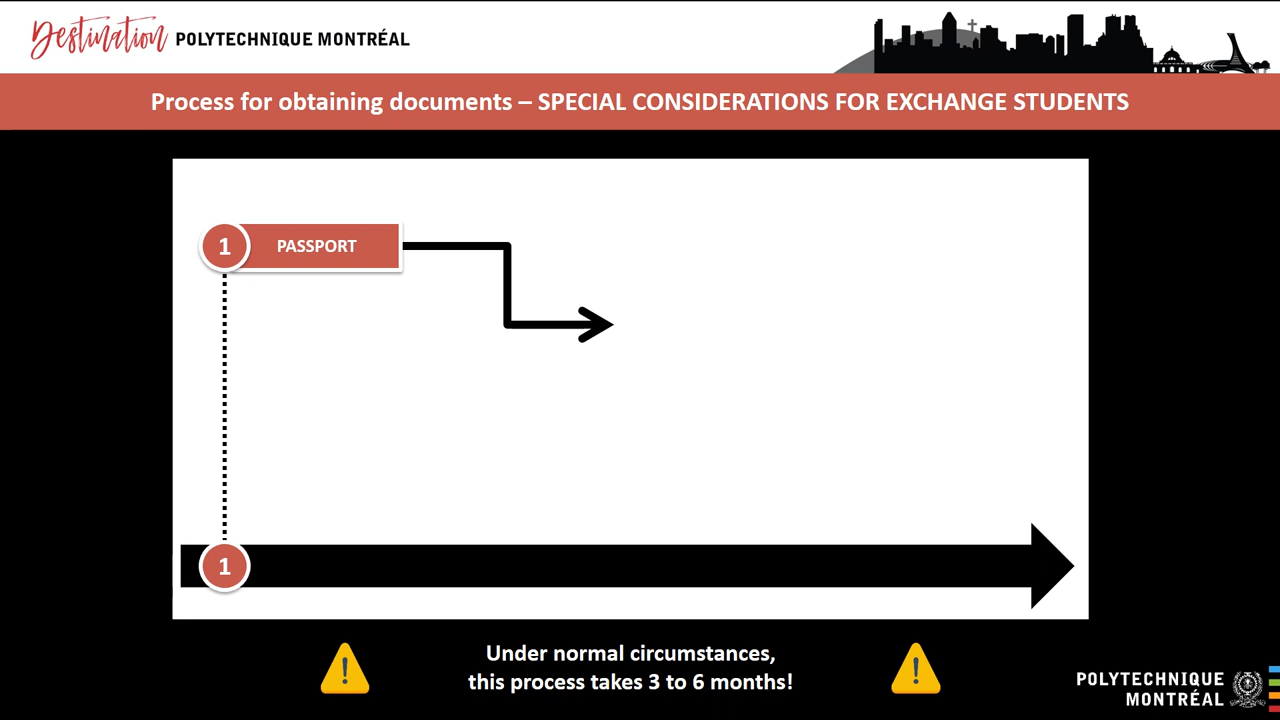 Destination POLYTECHNIQUE MONTRÉAL
Process for obtaining documents – SPECIAL CONSIDERATIONS FOR EXCHANGE STUDENTS
1 PASSPORT
1
Under normal circumstances,
this process takes 3 to 6 months!
POLYTECHNIQUE
MONTRÉAL